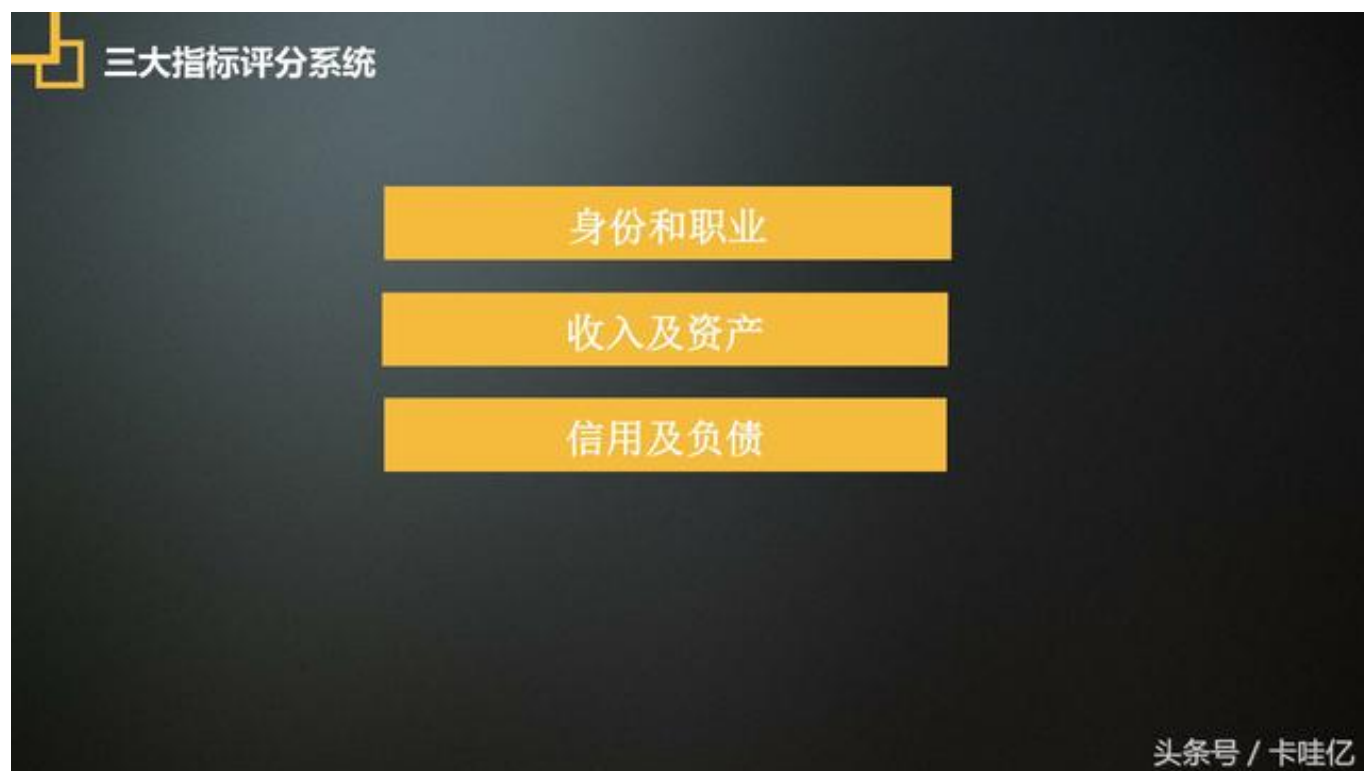 三大指标评分系统
身份和职业
收入及资产
信用及负债
头条号 / 卡哇亿